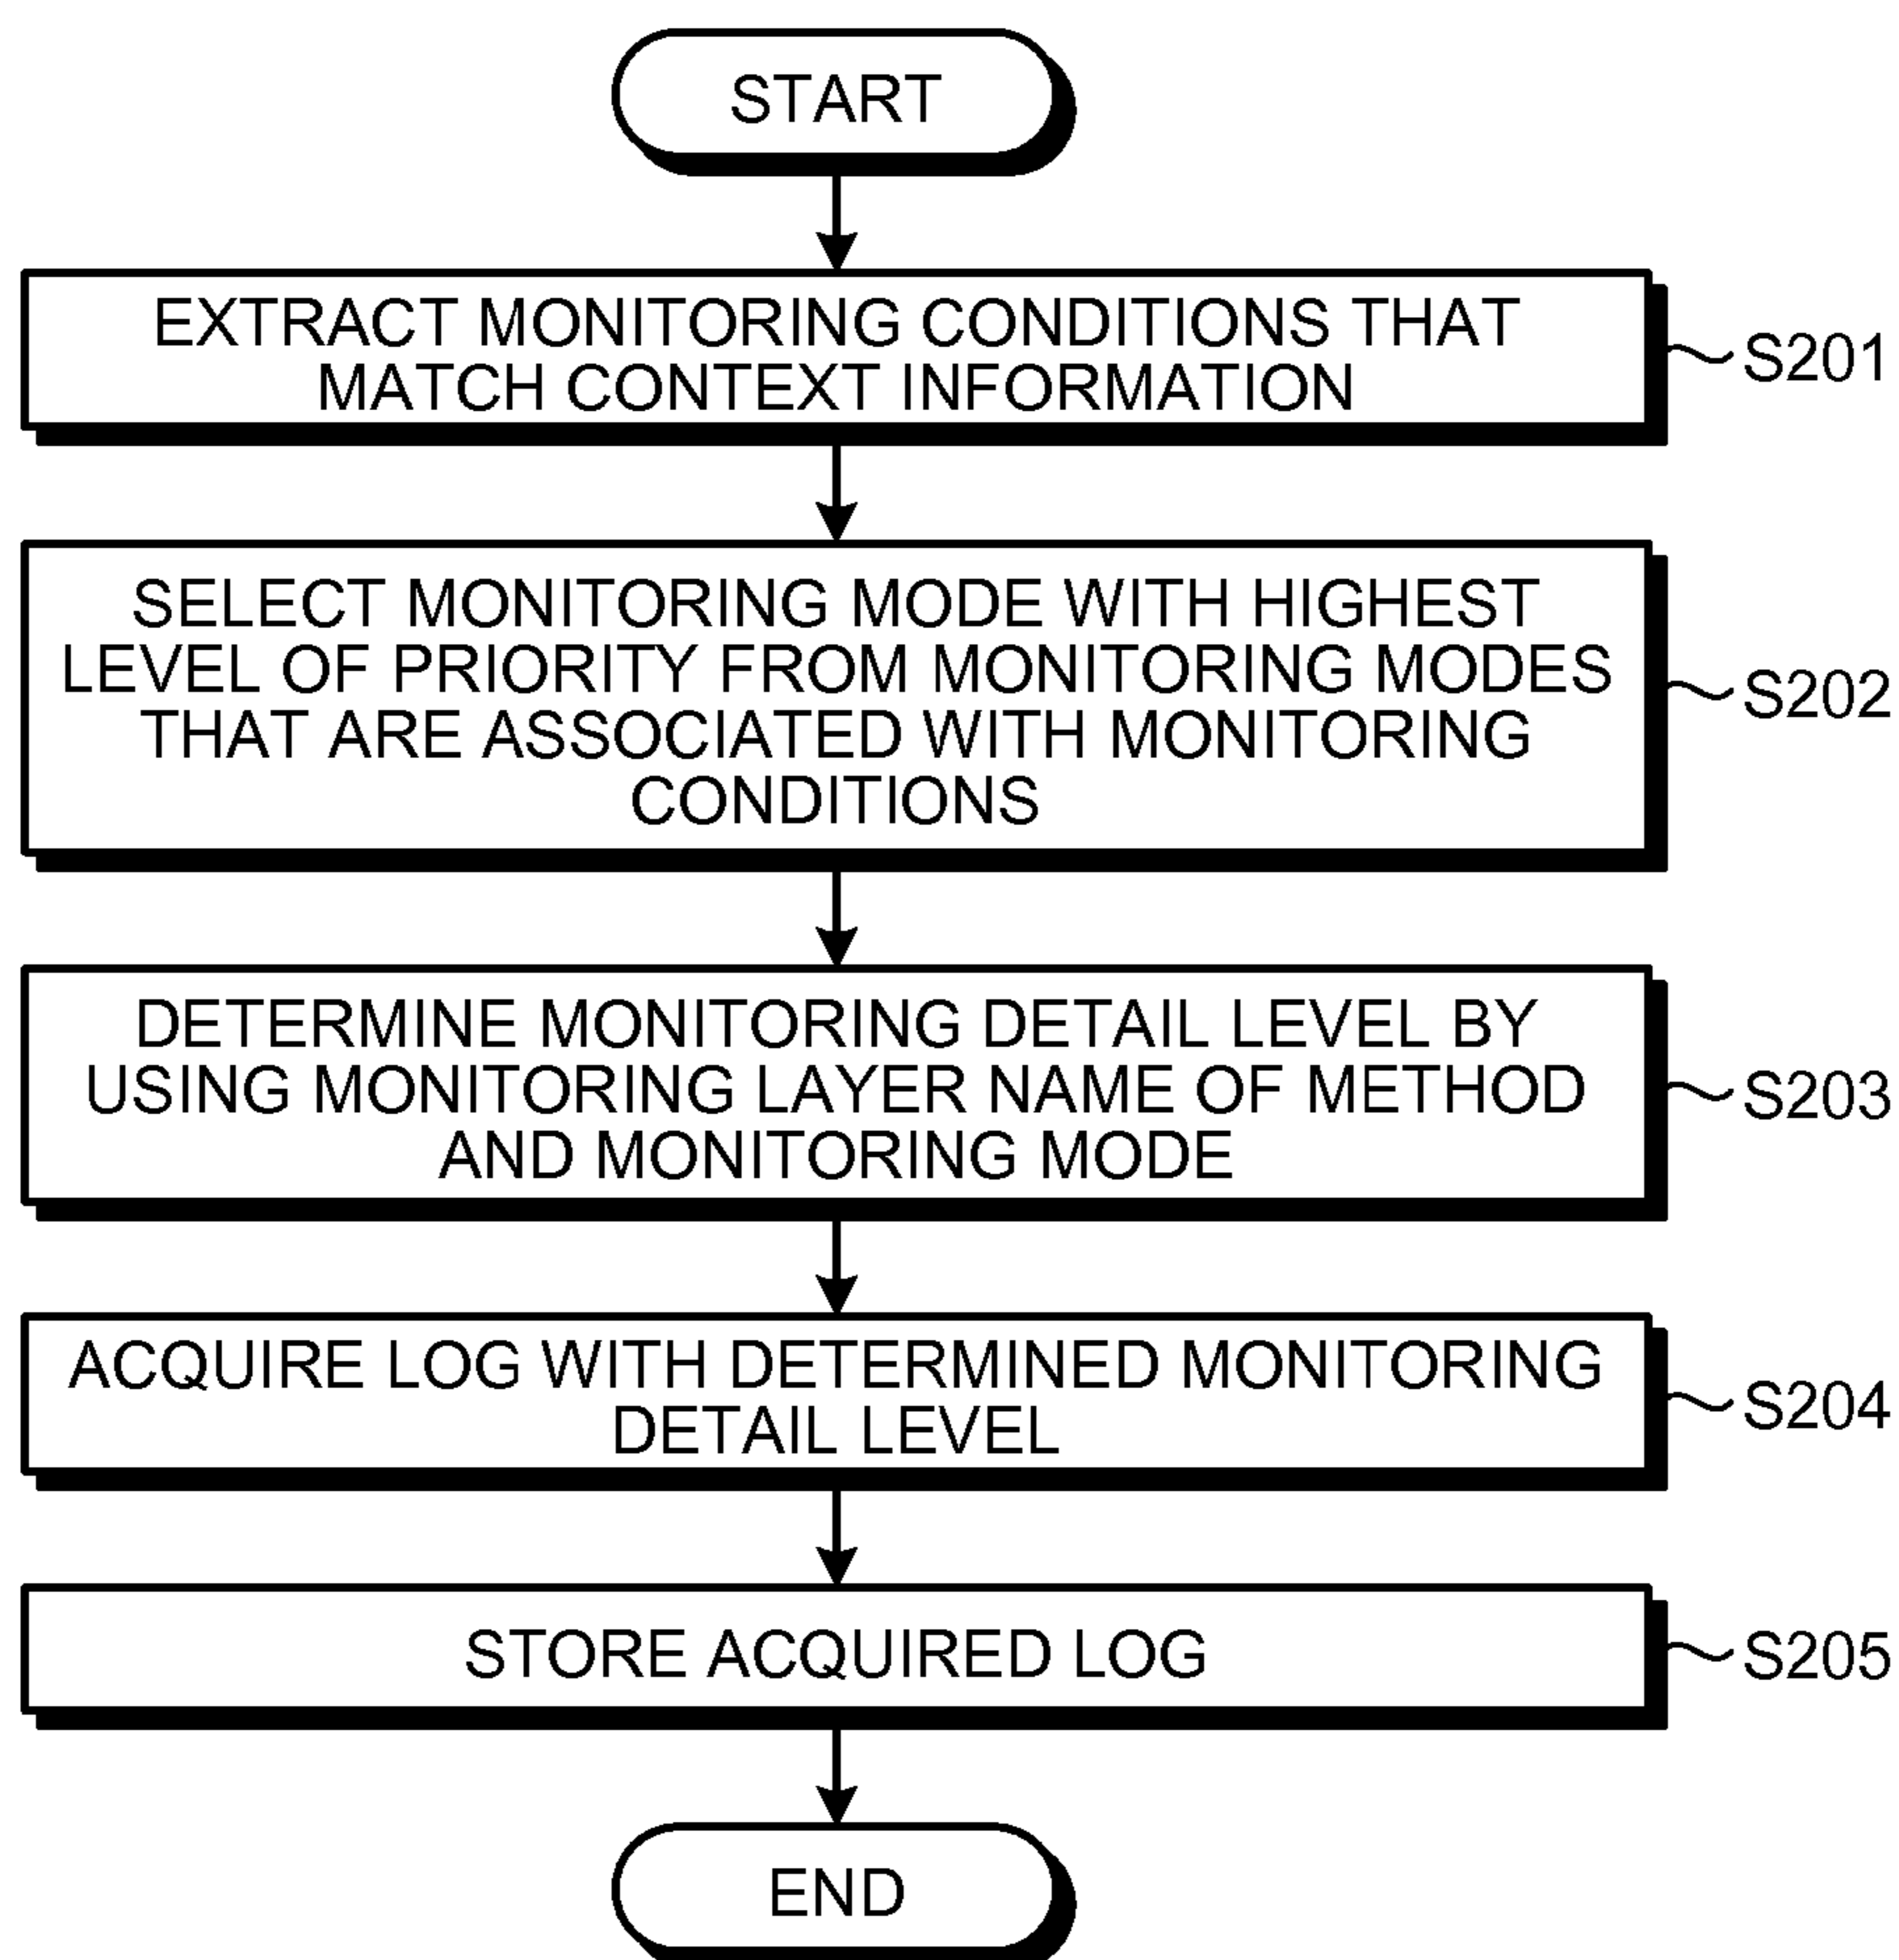 START
EXTRACT MONITORING CONDITIONS THAT
MATCH CONTEXT INFORMATION
S201
SELECT MONITORING MODE WITH HIGHEST
LEVEL OF PRIORITY FROM MONITORING MODES
THAT ARE ASSOCIATED WITH MONITORING
CONDITIONS
S202
DETERMINE MONITORING DETAIL LEVEL BY
USING MONITORING LAYER NAME OF METHOD
AND MONITORING MODE
S203
ACQUIRE LOG WITH DETERMINED MONITORING
DETAIL LEVEL
S204
STORE ACQUIRED LOG
S205
END